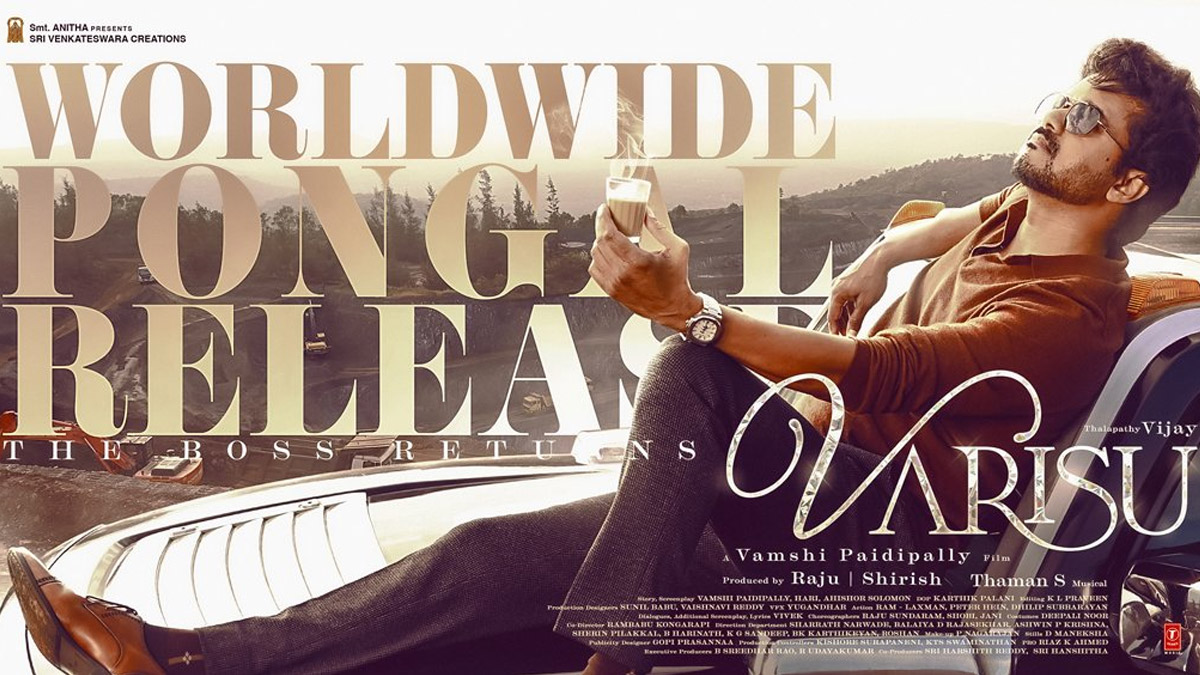 Smt. ANITHA PRESENTS
SRI VENKATESWARA CREATIONS
WORLDWIDE
PONGAL
RELEASE
THE BOSS RETURNS
Thalapathy Vijay
VARISU
A Vamshi Paidipally Film
Produced by Raju | Shirish Thaman S Musical
Story, Screenplay VAMSHI PAIDIPALLY, HARI, AHISHOR SOLOMON DOP KARTHIK PALANI Editing K L PRAVEEN
Production Designers SUNIL BABU, VAISHNAVI REDDY VFX YUGANDHAR Action RAM - LAXMAN, PETER HEIN, DHILIP SUBBARAYAN
Dialogues, Additional Screenplay, Lyrics VIVEK Choreographers RAJU SUNDARAM, SHOBI, JANI Costumes DEEPALI NOOR
Co-Director RAMBABU KONGARAPI Direction Department SHARRATH NARWADE, BALAIYA D RAJASEKHAR, ASHWIN P KRISHNA,
SHERIN PILAKKAL, B HARINATH, K G SANDEEP, BK KARTHIKEYAN, ROSHAN Make-up P NAGARAJAN Stills D MANEKSHA
Publicity Designer GOPI PRASANNAA KISHORE SURAPANENI, KTS SWAMINATHAN PRO RIAZ K AHMED
Executive Producers B SREEDHAR RAO, R UDAYAKUMAR Co-Producers SRI HARSHITH REDDY, SRI HANSHITHA
T-SERIES
MUSIC